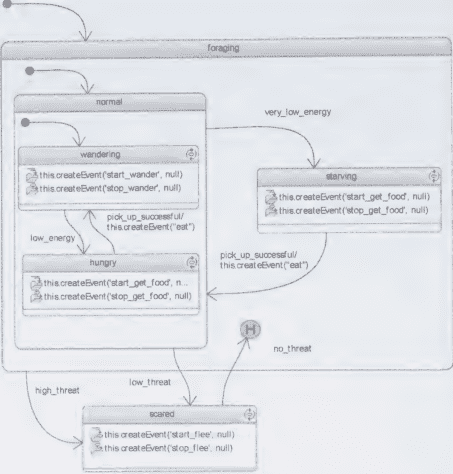 foraging
normal
very_low_energy
wandering
this.createEvent('start_wander', null)
this.createEvent('stop_wander', null)
starving
this.createEvent('start_get_food', null)
this.createEvent('stop_get_food', null)
pick_up_successful/
this.createEvent("eat")
low_energy
pick_up_successful/
this.createEvent("eat")
hungry
this.createEvent('start_get_food', n...
this.createEvent('stop_get_food', null)
H
no_threat
low_threat
high_threat
scared
this.createEvent('start_flee', null)
this.createEvent('stop_flee', null)